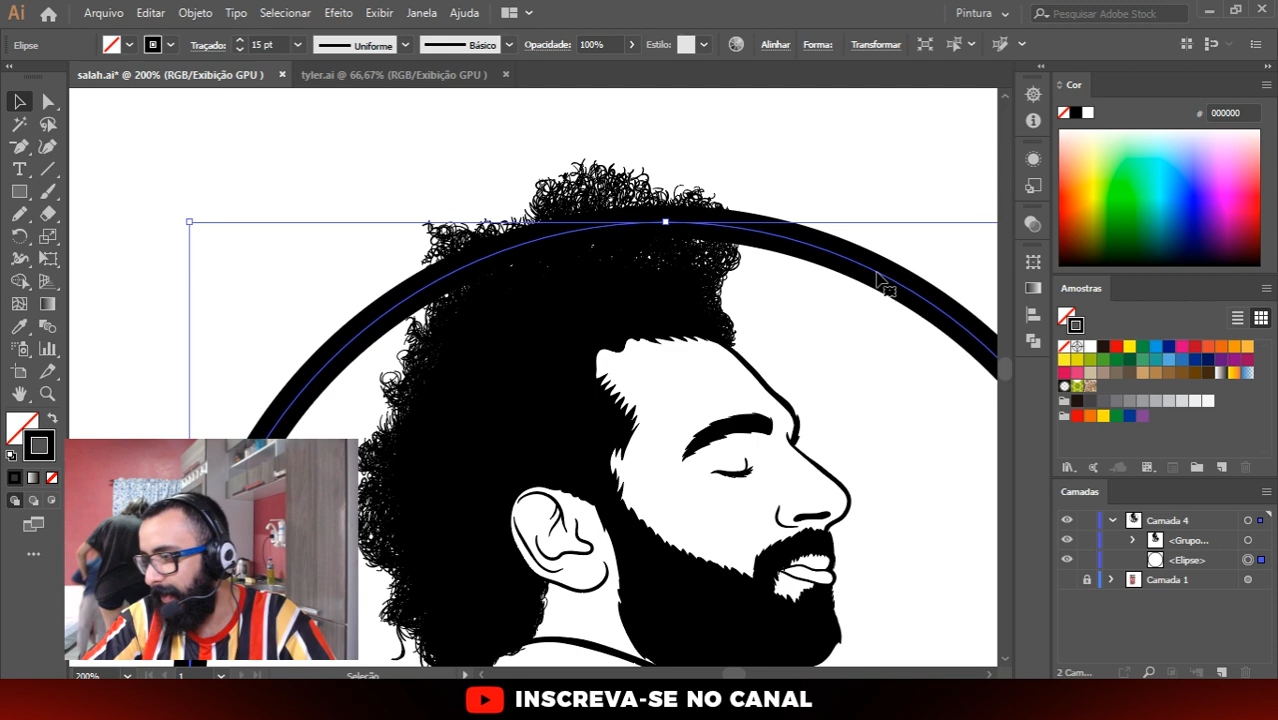 Ai Arquivo Editar Objeto Tipo Selecionar Efeito Exibir Janela Ajuda Pintura Pesquisar Adobe Stock
Elipse Traçado: 15 pt Uniforme Básico Opacidade: 100% Estilo: Alinhar Forma: Transformar
salah.ai* @ 200% (RGB/Exibição GPU ) × tyler.ai @ 66,67% (RGB/Exibição GPU ) ×
Cor
# 000000
Amostras
Camadas
Camada 4
<Grupo...
<Elipse>
Camada 1
2 Cam...
200% 1 Seleção
INSCREVA-SE NO CANAL